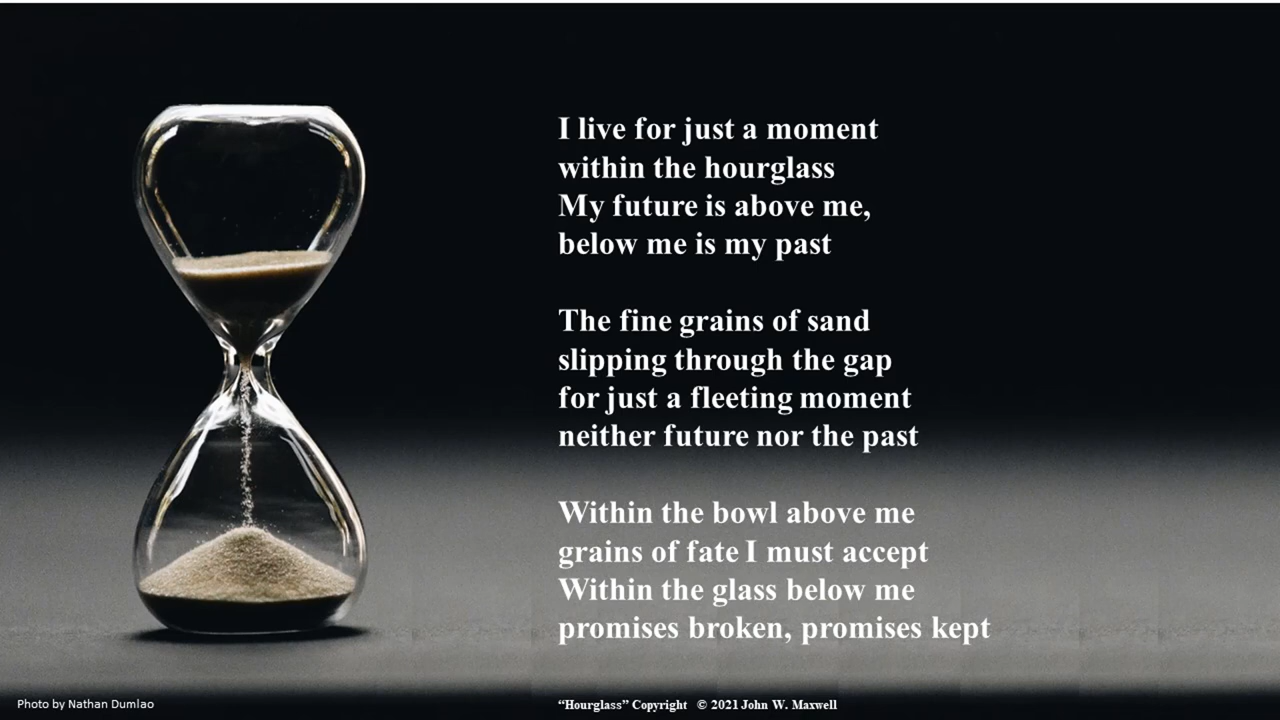 I live for just a moment
within the hourglass
My future is above me,
below me is my past
The fine grains of sand
slipping through the gap
for just a fleeting moment
neither future nor the past
Within the bowl above me
grains of fate I must accept
Within the glass below me
promises broken, promises kept
Photo by Nathan Dumlao
“Hourglass” Copyright © 2021 John W. Maxwell